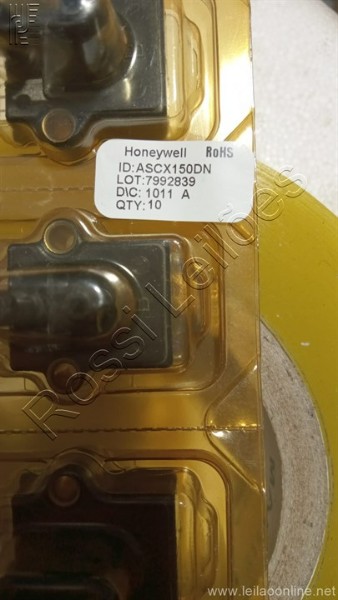 Honeywell RoHS
ID:ASCX150DN
LOT:7992839
D\C: 1011 A
QTY: 10
Rossi Leilões
www.leilaoonline.net